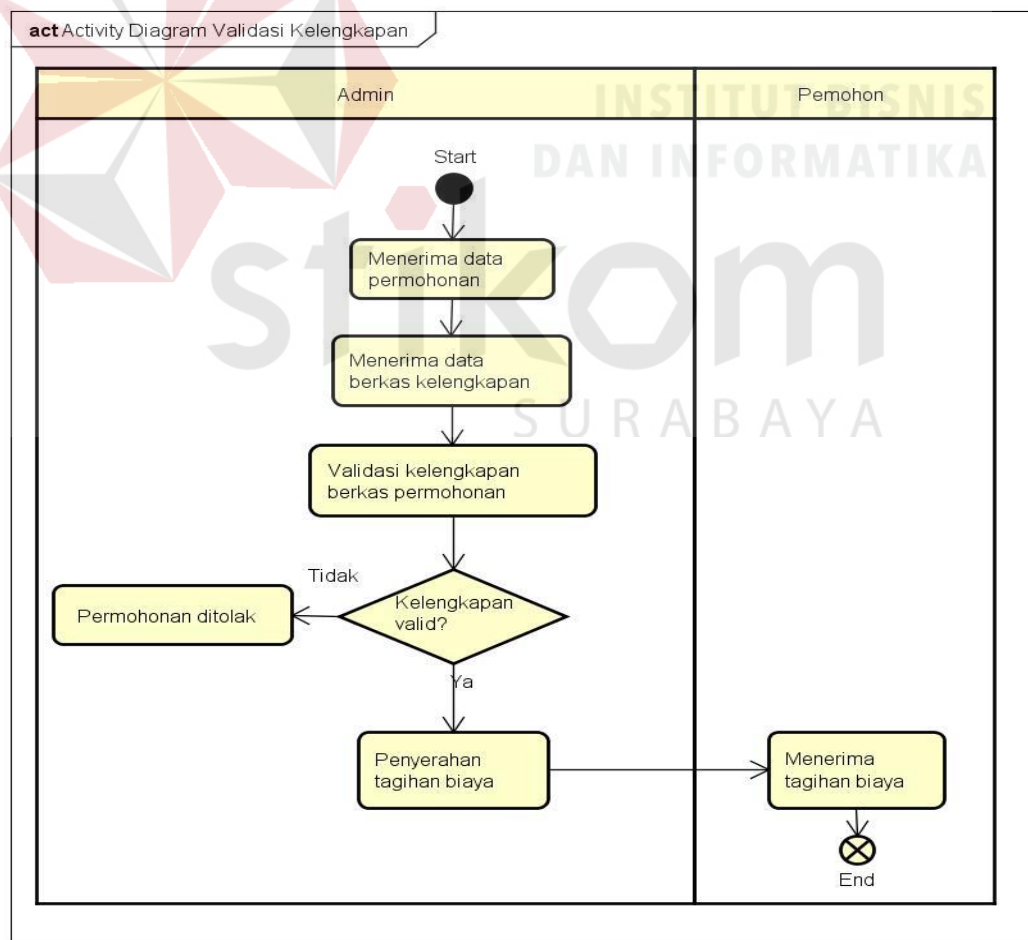 act Activity Diagram Validasi Kelengkapan
Admin
Pemohon
INSTITUT BISNIS
DAN INFORMATIKA
stikom
SURABAYA
Start
Menerima data
permohonan
Menerima data
berkas kelengkapan
Validasi kelengkapan
berkas permohonan
Tidak
Kelengkapan
valid?
Permohonan ditolak
Ya
Penyerahan
tagihan biaya
Menerima
tagihan biaya
End